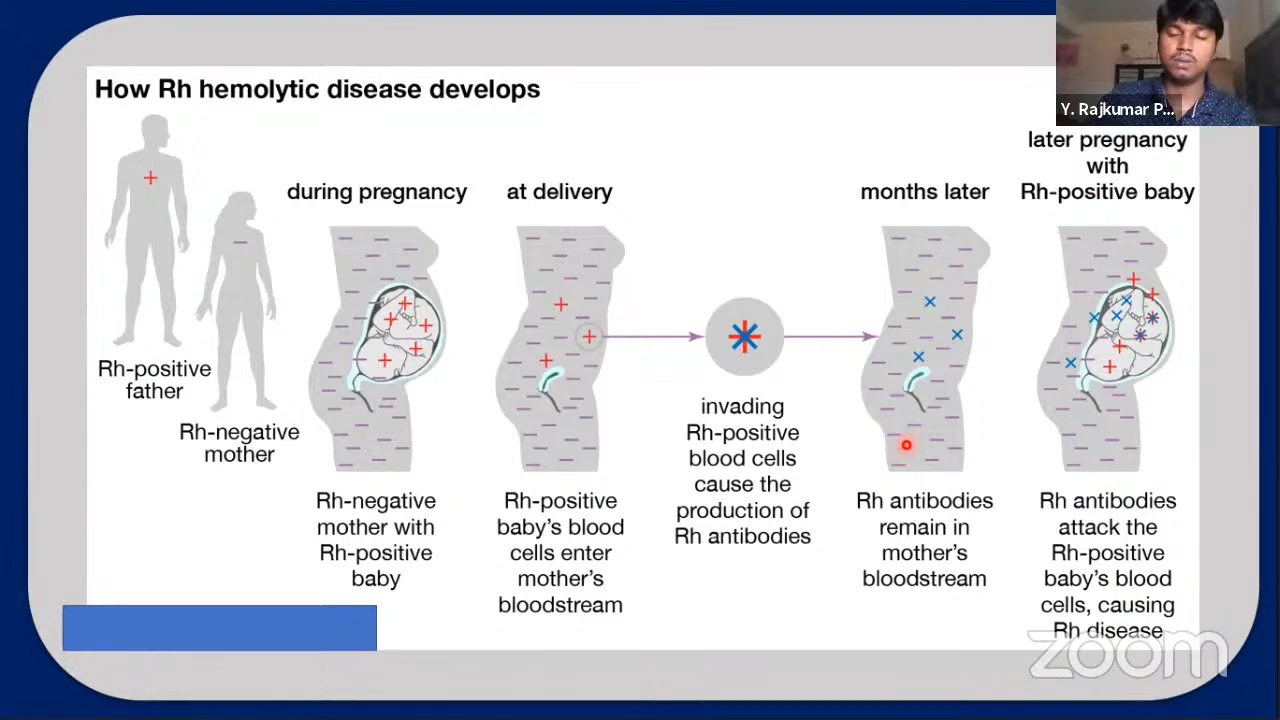 Y. Rajkumar P...
How Rh hemolytic disease develops
Rh-positive
father
Rh-negative
mother
during pregnancy
Rh-negative
mother with
Rh-positive
baby
at delivery
Rh-positive
baby's blood
cells enter
mother's
bloodstream
invading
Rh-positive
blood cells
cause the
production of
Rh antibodies
months later
Rh antibodies
remain in
mother's
bloodstream
later pregnancy
with
Rh-positive baby
Rh antibodies
attack the
Rh-positive
baby's blood
cells, causing
Rh disease
zoom